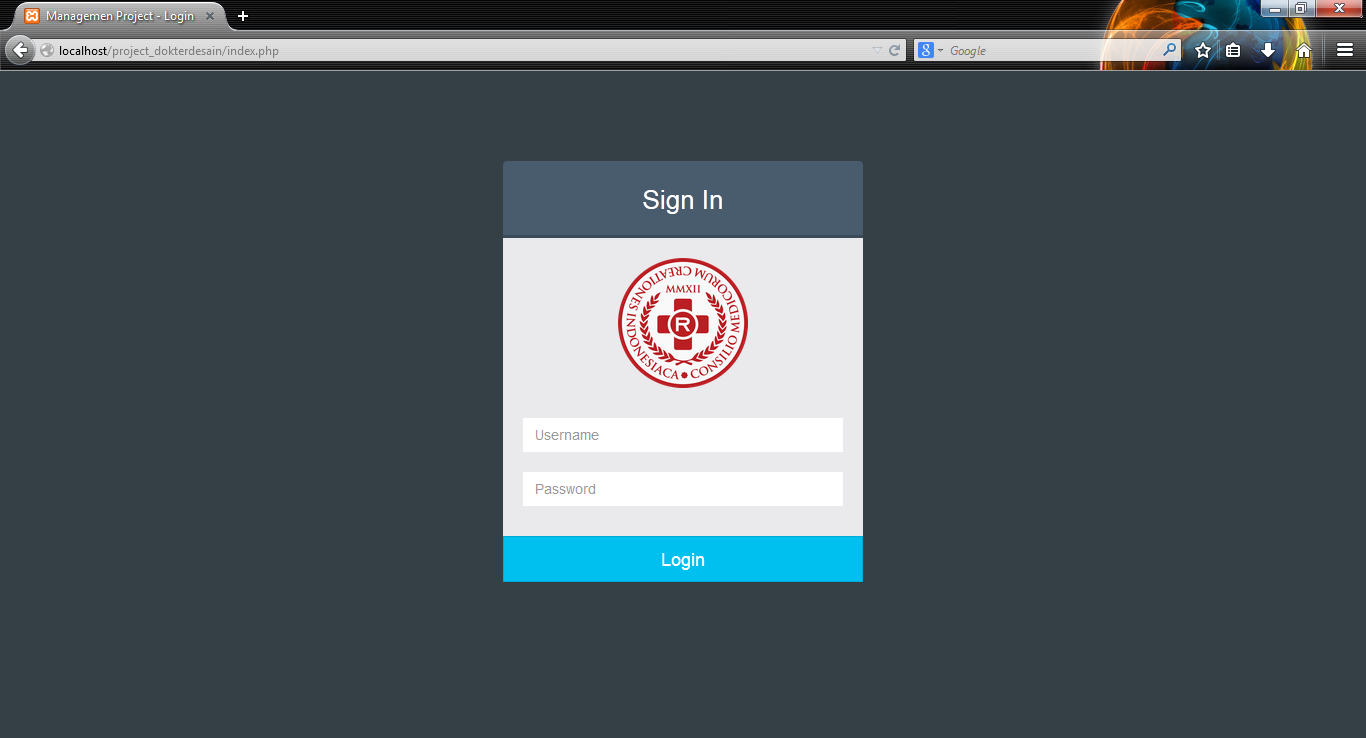 Managemen Project - Login
localhost/project_dokterdesain/index.php
Google
Sign In
CONSILIO MEDICORUM CREATIONES INDONESIACA
MMXII
R
Username
Password
Login